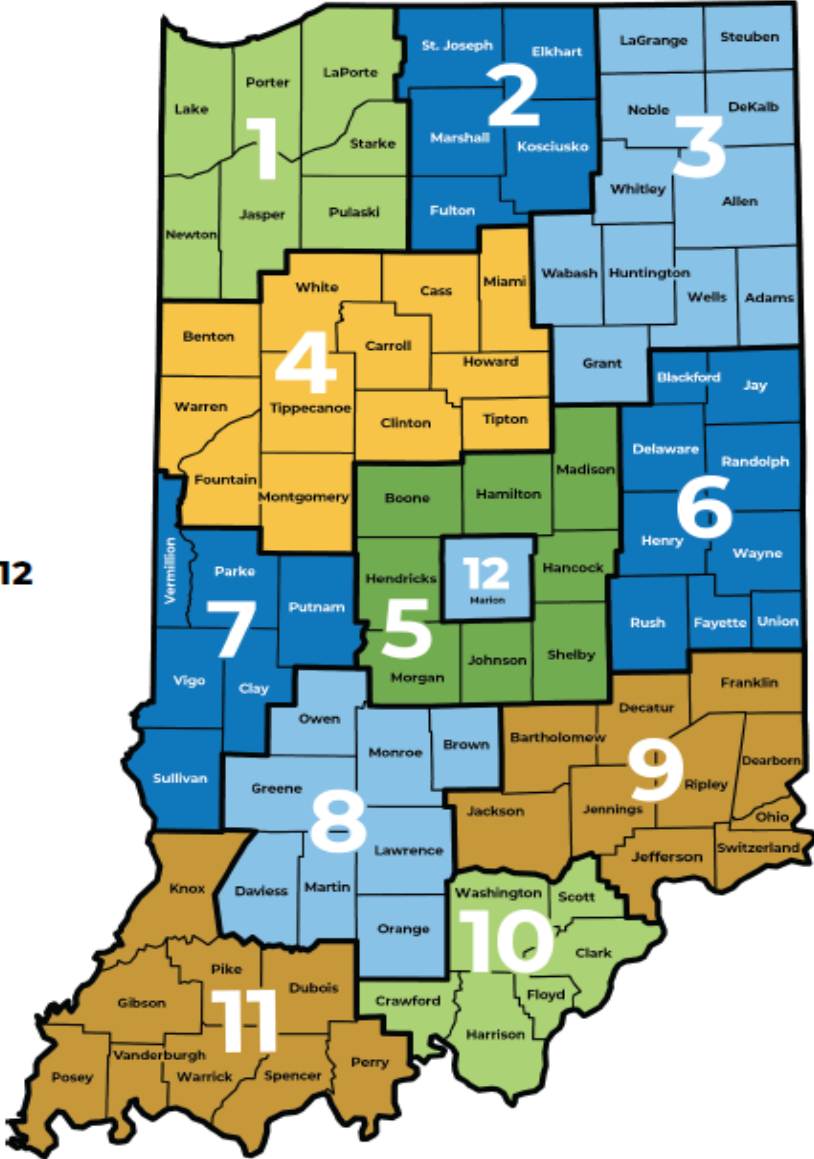 St. Joseph
Elkhart
LaGrange
Steuben
Lake
Porter
LaPorte
2
Noble
DeKalb
1
Marshall
Kosciusko
3
Starke
Whitley
Allen
Newton
Jasper
Pulaski
Fulton
White
Cass
Miami
Wabash
Huntington
Wells
Adams
Benton
4
Carroll
Howard
Grant
Blackford
Jay
Warren
Tippecanoe
Clinton
Tipton
Fountain
Montgomery
Boone
Hamilton
Madison
Delaware
Randolph
6
12
Vermillion
Parke
Putnam
Hendricks
12
Marion
Hancock
Henry
Wayne
7
5
Rush
Fayette
Union
Vigo
Clay
Morgan
Johnson
Shelby
Sullivan
Owen
Monroe
Brown
Bartholomew
Decatur
Franklin
Greene
8
Jackson
9
Jennings
Ripley
Dearborn
Ohio
Lawrence
Jefferson
Switzerland
Knox
Daviess
Martin
Washington
Scott
Orange
10
Clark
Pike
Dubois
Crawford
Floyd
Gibson
11
Harrison
Posey
Vanderburgh
Warrick
Spencer
Perry